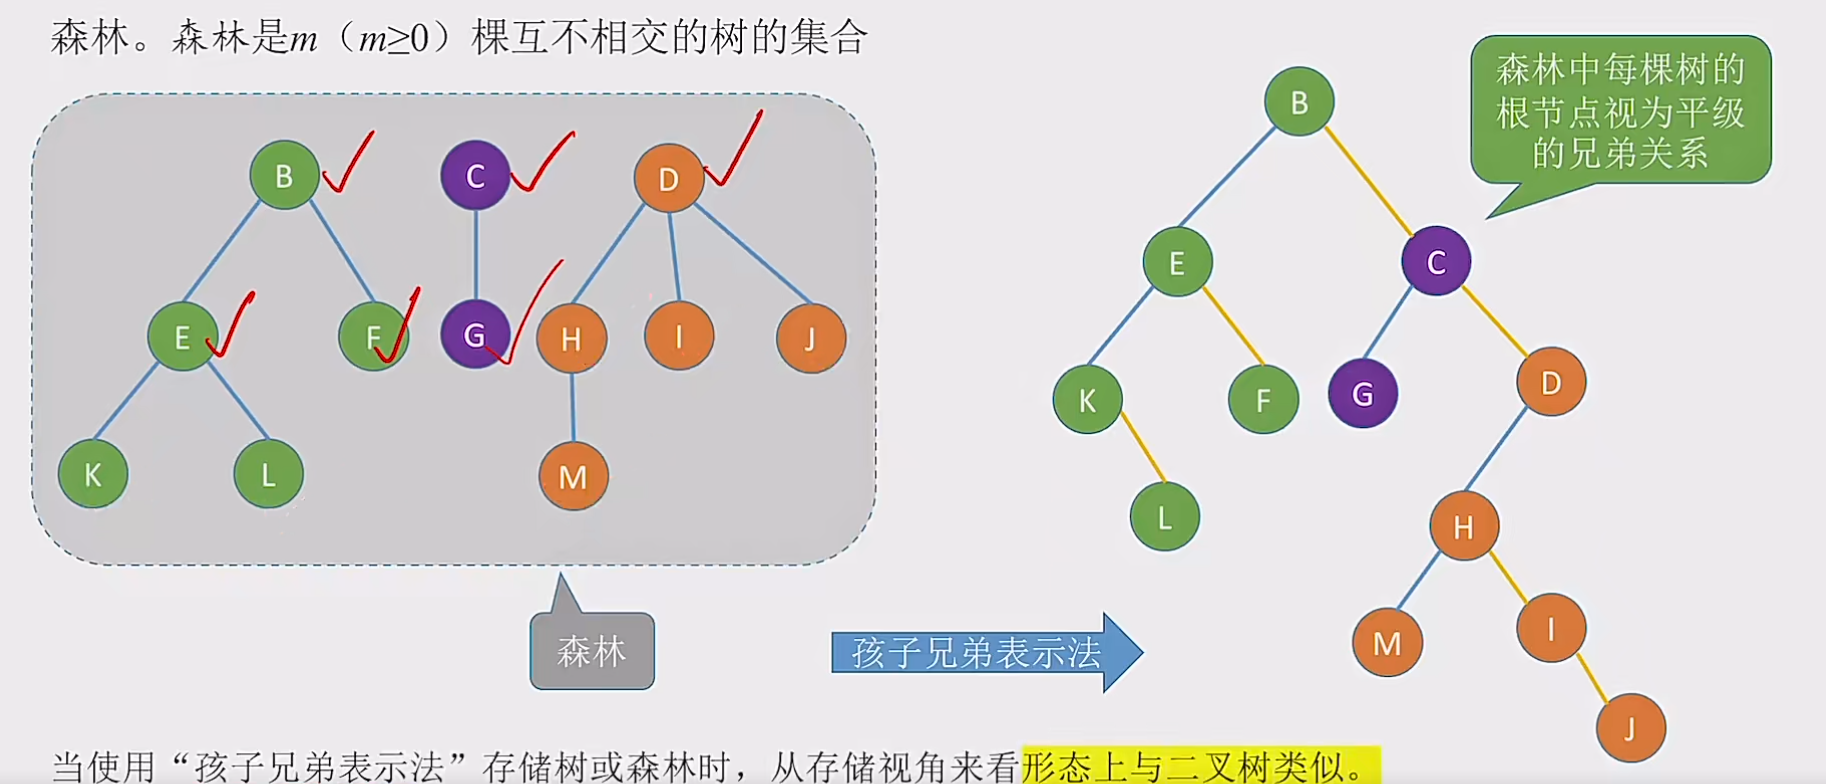 森林。森林是m（m≥0）棵互不相交的树的集合
森林中每棵树的
根节点视为平级
的兄弟关系
B
C
D
E
F
G
H
I
J
K
L
M
森林
孩子兄弟表示法
B
E
C
K
F
G
D
L
H
M
I
J
当使用“孩子兄弟表示法”存储树或森林时，从存储视角来看形态上与二叉树类似。